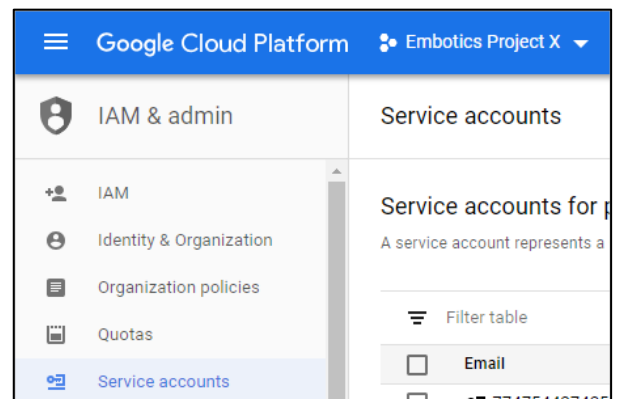 Google Cloud Platform
Embotics Project X
IAM & admin
Service accounts
IAM
Identity & Organization
Organization policies
Quotas
Service accounts
Service accounts for
A service account represents a
Filter table
Email